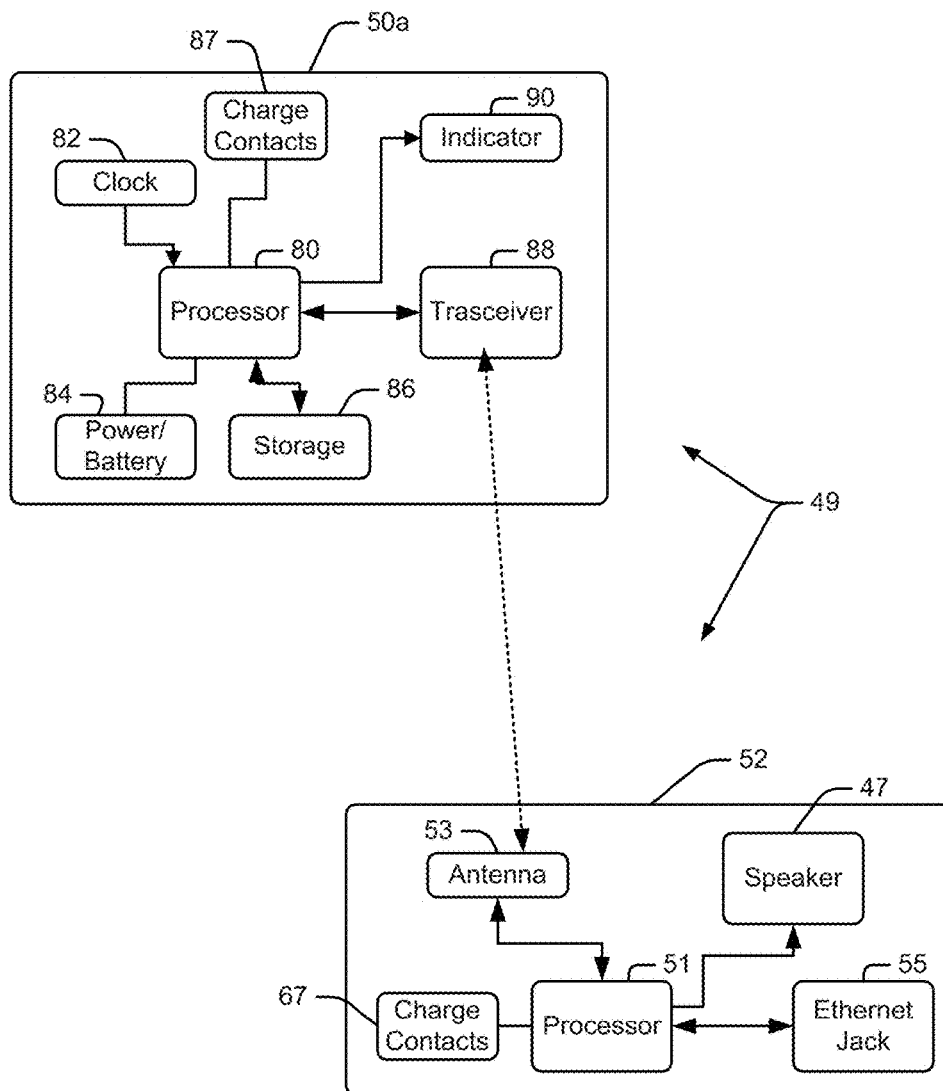 50a
87
Charge
Contacts
90
Indicator
82
Clock
80
Processor
88
Trasceiver
84
Power/
Battery
86
Storage
49
52
53
Antenna
47
Speaker
67
Charge
Contacts
51
Processor
55
Ethernet
Jack